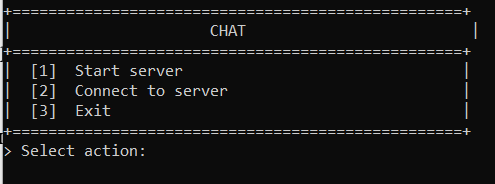 +==================================================+
|                      CHAT                         |
+==================================================+
|  [1]  Start server                               |
|  [2]  Connect to server                          |
|  [3]  Exit                                       |
+==================================================+
> Select action: